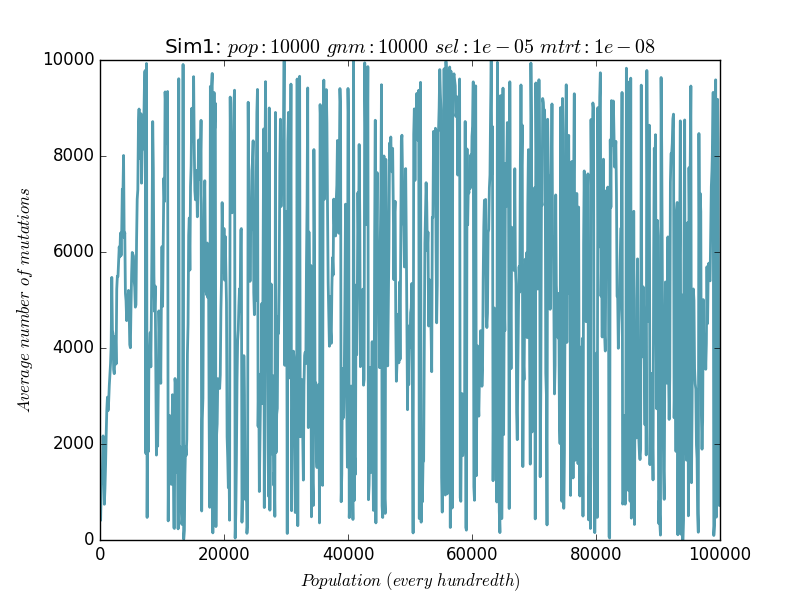 Sim1: pop : 10000 gnm : 10000 sel : 1e − 05 mtrt : 1e − 08
10000
8000
6000
4000
2000
0
Average number of mutations
0 20000 40000 60000 80000 100000
Population (every hundredth)